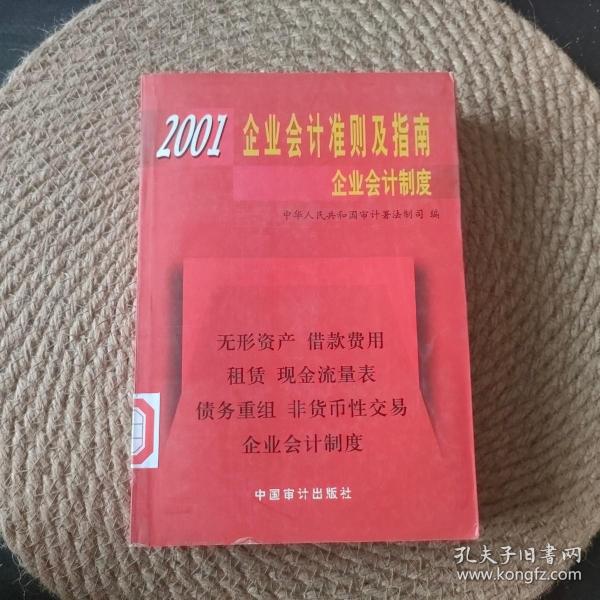 2001 企业会计准则及指南
企业会计制度
中华人民共和国审计署法制司 编
无形资产 借款费用
租赁 现金流量表
债务重组 非货币性交易
企业会计制度
中国审计出版社
孔夫子旧書网
www.kongfz.com